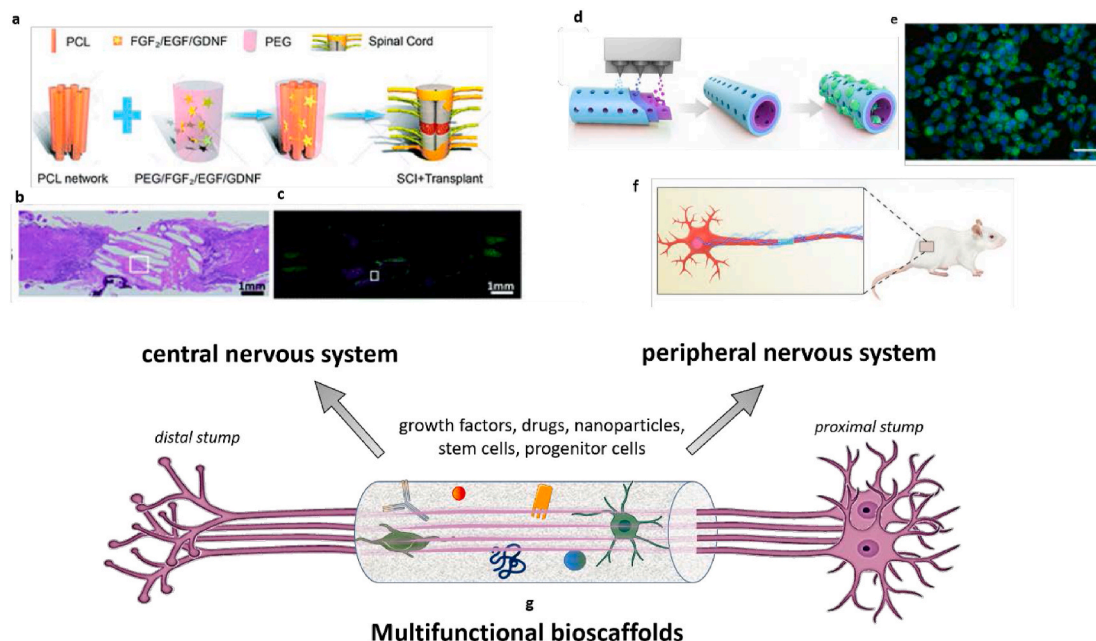 a
PCL
FGF₂/EGF/GDNF
PEG
Spinal Cord
PCL network
PEG/FGF₂/EGF/GDNF
SCI+Transplant
b
c
1mm
1mm
d
e
f
central nervous system
peripheral nervous system
growth factors, drugs, nanoparticles,
stem cells, progenitor cells
distal stump
proximal stump
g
Multifunctional bioscaffolds